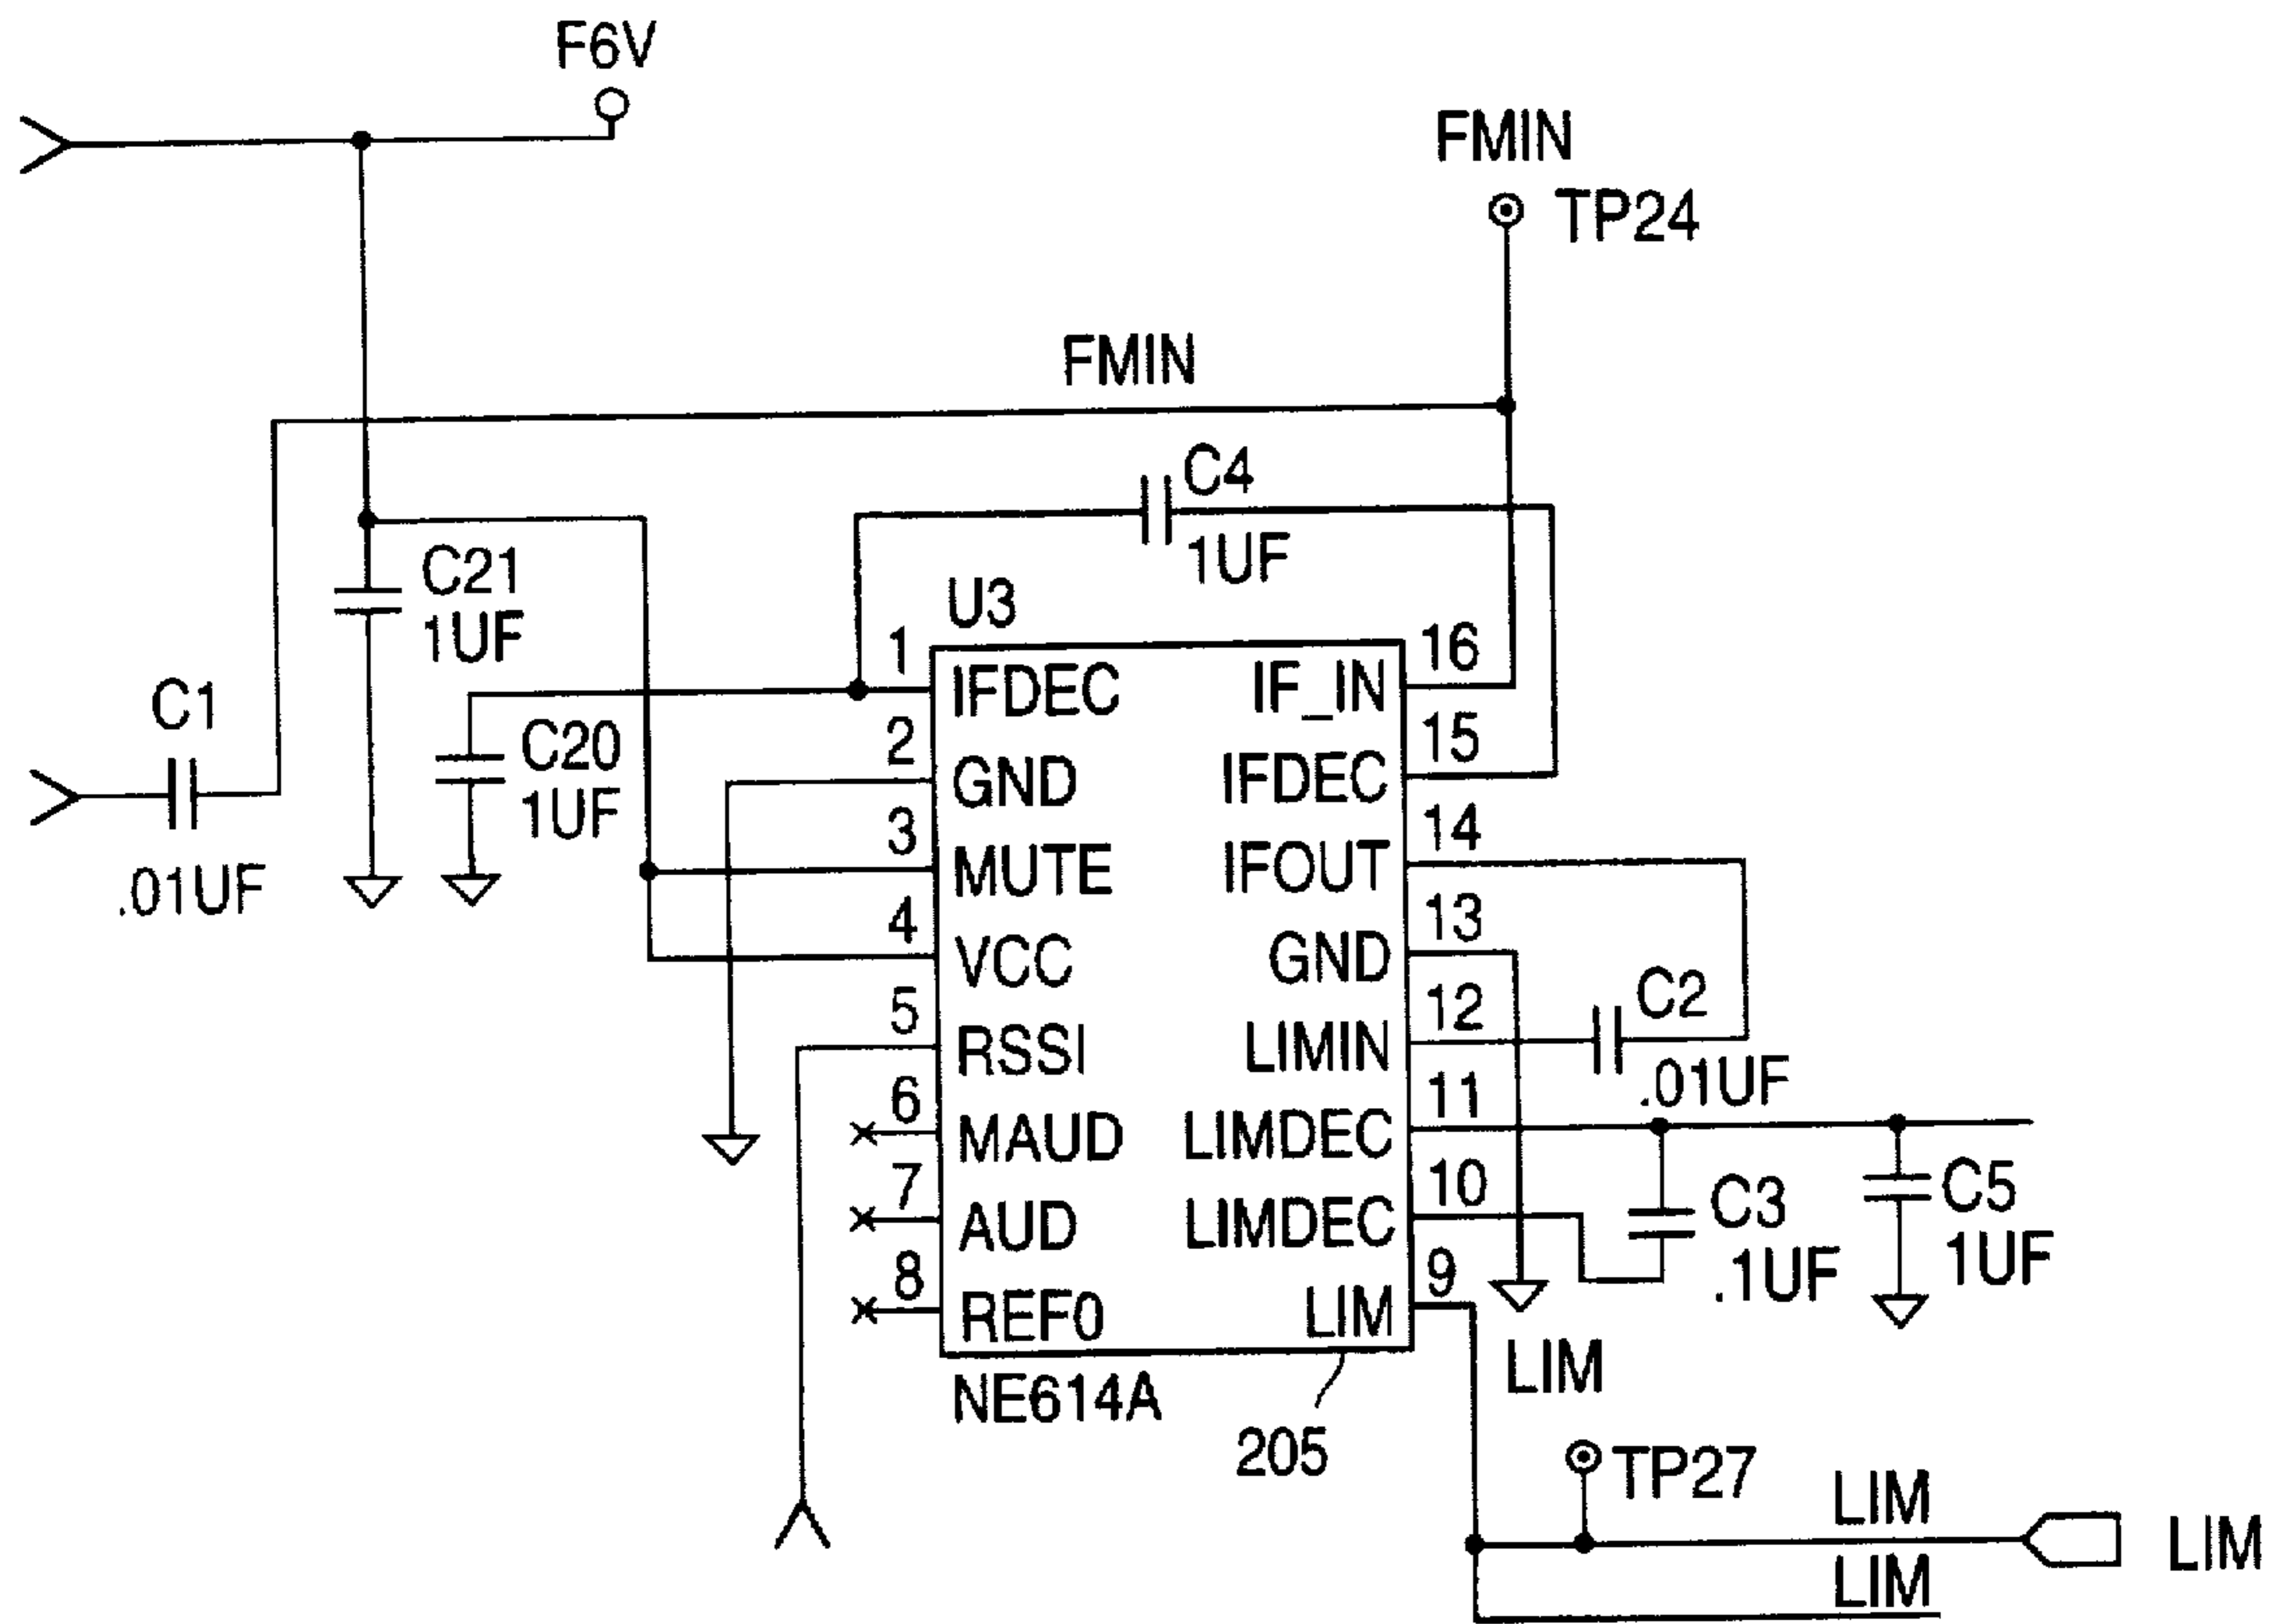 F6V
FMIN
TP24
FMIN
C4
1UF
C21
1UF
U3
C1
.01UF
C20
1UF
1 IFDEC
2 GND
3 MUTE
4 VCC
5 RSSI
6 MAUD
7 AUD
8 REF0
IF_IN 16
IFDEC 15
IFOUT 14
GND 13
LIMIN 12
LIMDEC 11
LIMDEC 10
LIM 9
C2
.01UF
C3
.1UF
C5
1UF
NE614A
205
LIM
TP27
LIM
LIM
LIM